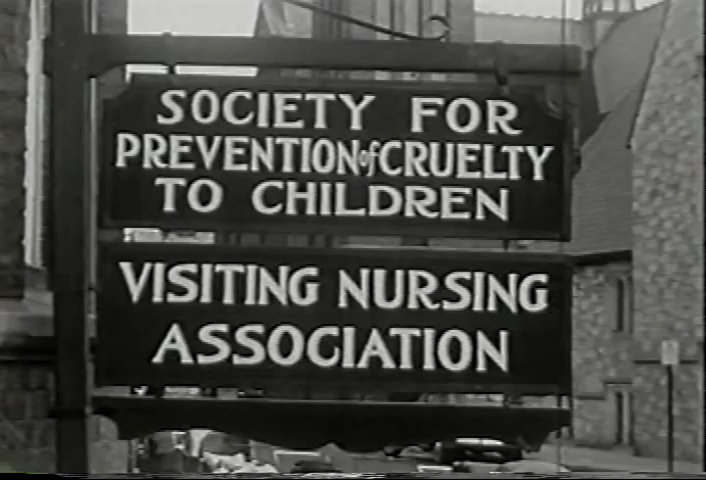 SOCIETY FOR
PREVENTION of CRUELTY
TO CHILDREN
VISITING NURSING
ASSOCIATION